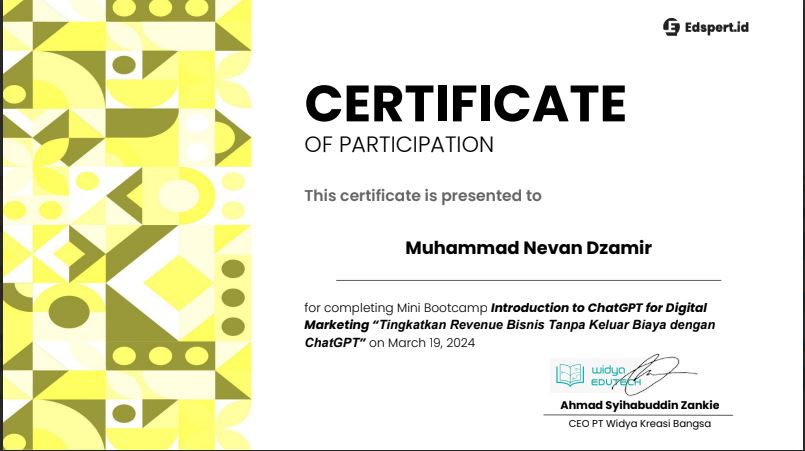 Edspert.id
CERTIFICATE
OF PARTICIPATION
This certificate is presented to
Muhammad Nevan Dzamir
for completing Mini Bootcamp Introduction to ChatGPT for Digital
Marketing “Tingkatkan Revenue Bisnis Tanpa Keluar Biaya dengan
ChatGPT” on March 19, 2024
widya
EDUTECH
Ahmad Syihabuddin Zankie
CEO PT Widya Kreasi Bangsa